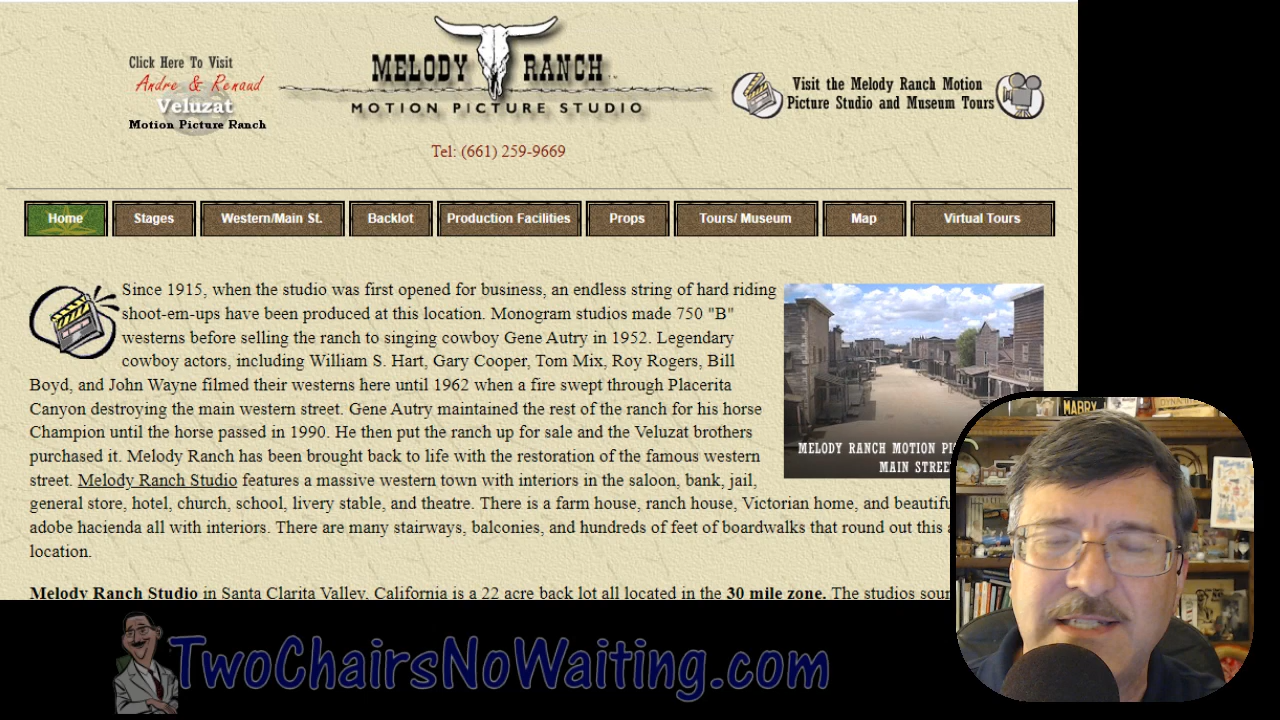 Click Here To Visit
Andre & Renaud
Veluzat
Motion Picture Ranch
MELODY RANCH
MOTION PICTURE STUDIO
Tel: (661) 259-9669
Visit the Melody Ranch Motion
Picture Studio and Museum Tours
Home Stages Western/Main St. Backlot Production Facilities Props Tours/ Museum Map Virtual Tours
Since 1915, when the studio was first opened for business, an endless string of hard riding
shoot-em-ups have been produced at this location. Monogram studios made 750 "B"
westerns before selling the ranch to singing cowboy Gene Autry in 1952. Legendary
cowboy actors, including William S. Hart, Gary Cooper, Tom Mix, Roy Rogers, Bill
Boyd, and John Wayne filmed their westerns here until 1962 when a fire swept through Placerita
Canyon destroying the main western street. Gene Autry maintained the rest of the ranch for his horse
Champion until the horse passed in 1990. He then put the ranch up for sale and the Veluzat brothers
purchased it. Melody Ranch has been brought back to life with the restoration of the famous western
street. Melody Ranch Studio features a massive western town with interiors in the saloon, bank, jail,
general store, hotel, church, school, livery stable, and theatre. There is a farm house, ranch house, Victorian home, and beautifu
adobe hacienda all with interiors. There are many stairways, balconies, and hundreds of feet of boardwalks that round out this
location.
MELODY RANCH MOTION PI
MAIN STREE
Melody Ranch Studio in Santa Clarita Valley, California is a 22 acre back lot all located in the 30 mile zone. The studios soun
MABRY
TwoChairsNoWaiting.com